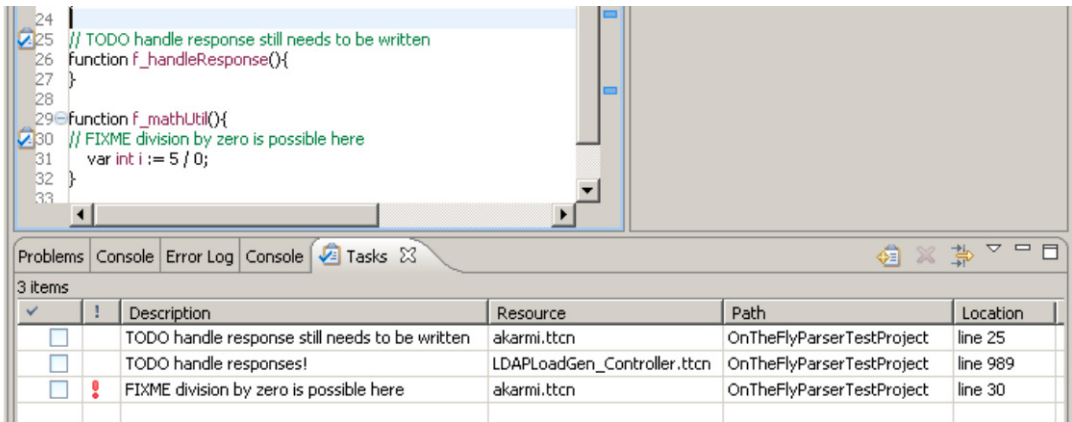 24
25 // TODO handle response still needs to be written
26 function f_handleResponse(){
27 }
28
29 function f_mathUtil(){
30 // FIXME division by zero is possible here
31 var int i := 5 / 0;
32 }
33
Problems Console Error Log Console Tasks
3 items
! Description Resource Path Location
TODO handle response still needs to be written akarmi.ttcn OnTheFlyParserTestProject line 25
TODO handle responses! LDAPLoadGen_Controller.ttcn OnTheFlyParserTestProject line 989
! FIXME division by zero is possible here akarmi.ttcn OnTheFlyParserTestProject line 30